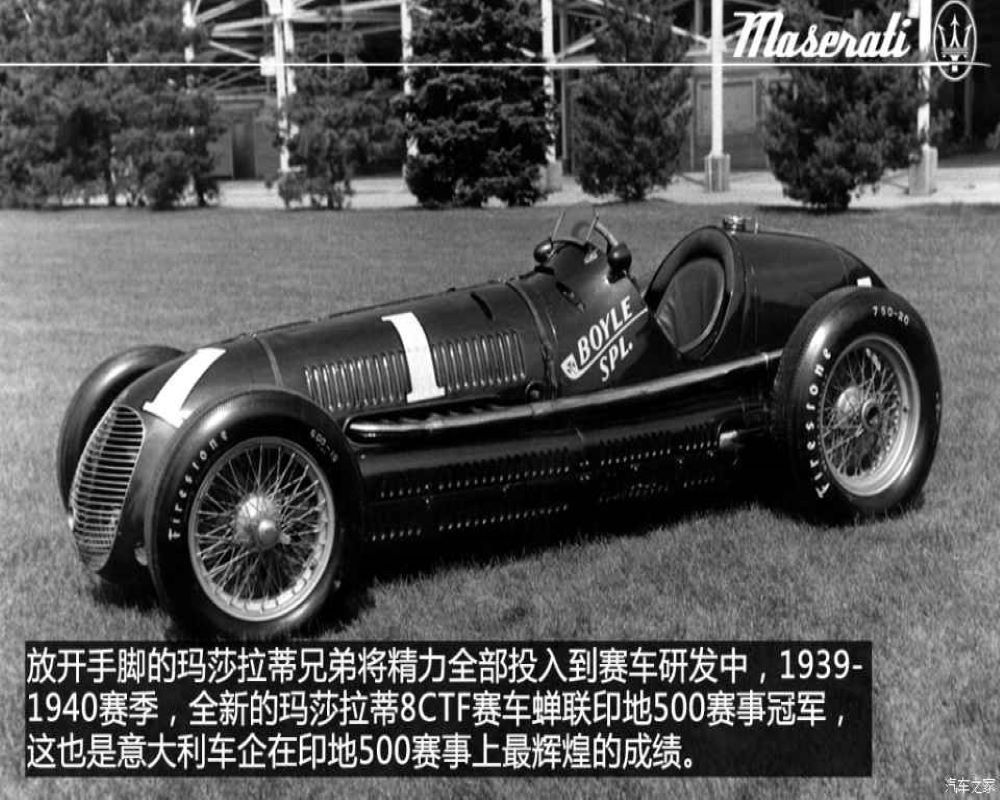 Maserati
1
1
BOYLE
SPL.
Firestone
600-18
Firestone
放开手脚的玛莎拉蒂兄弟将精力全部投入到赛车研发中，1939-
1940赛季，全新的玛莎拉蒂8CTF赛车蝉联印地500赛事冠军，
这也是意大利车企在印地500赛事上最辉煌的成绩。
汽车之家